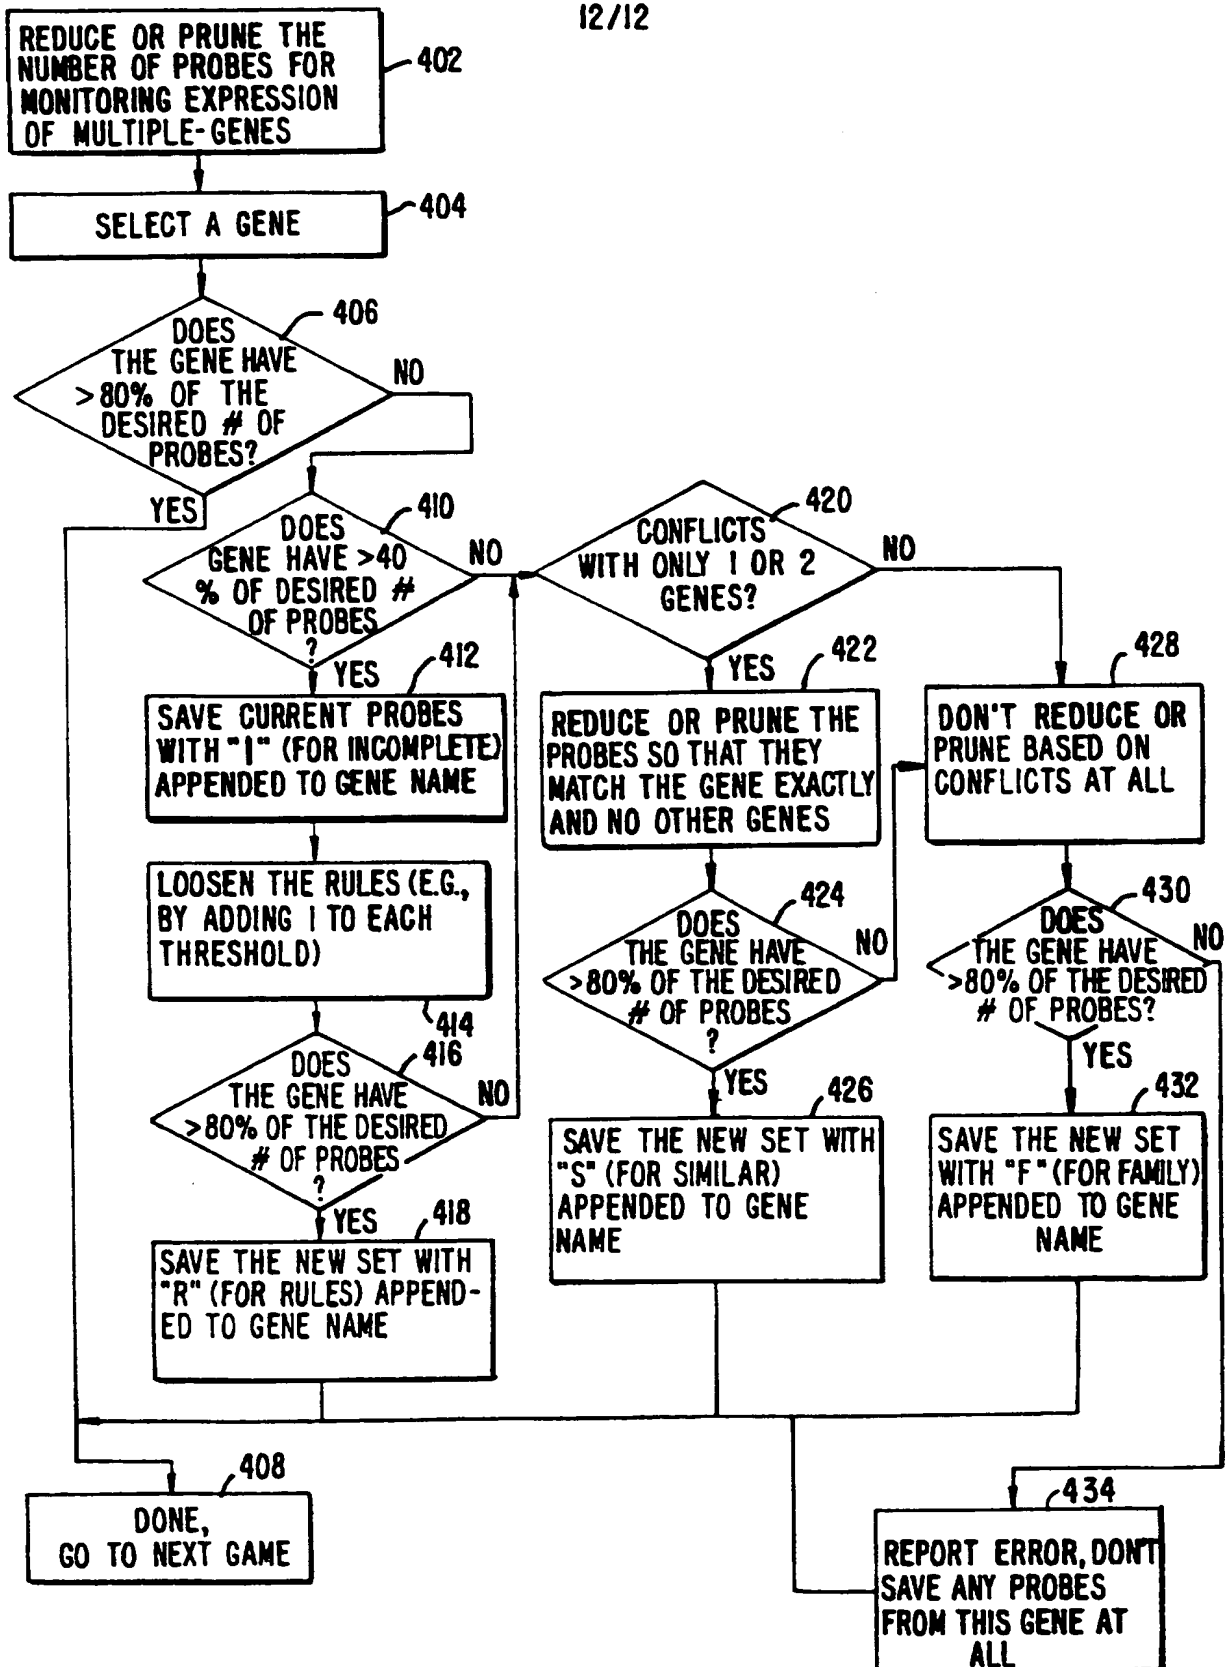 12/12
REDUCE OR PRUNE THE
NUMBER OF PROBES FOR
MONITORING EXPRESSION
OF MULTIPLE-GENES
402
SELECT A GENE
404
DOES
THE GENE HAVE
>80% OF THE
DESIRED # OF
PROBES?
406
NO
YES
DOES
GENE HAVE >40
% OF DESIRED #
OF PROBES
?
410
NO
YES
SAVE CURRENT PROBES
WITH "I" (FOR INCOMPLETE)
APPENDED TO GENE NAME
412
LOOSEN THE RULES (E.G.,
BY ADDING 1 TO EACH
THRESHOLD)
414
DOES
THE GENE HAVE
>80% OF THE DESIRED
# OF PROBES
?
416
NO
YES
SAVE THE NEW SET WITH
"R" (FOR RULES) APPEND-
ED TO GENE NAME
418
CONFLICTS
WITH ONLY 1 OR 2
GENES?
420
NO
YES
REDUCE OR PRUNE THE
PROBES SO THAT THEY
MATCH THE GENE EXACTLY
AND NO OTHER GENES
422
DOES
THE GENE HAVE
>80% OF THE DESIRED
# OF PROBES
?
424
NO
YES
SAVE THE NEW SET WITH
"S" (FOR SIMILAR)
APPENDED TO GENE
NAME
426
DON'T REDUCE OR
PRUNE BASED ON
CONFLICTS AT ALL
428
DOES
THE GENE HAVE
>80% OF THE DESIRED
# OF PROBES?
430
NO
YES
SAVE THE NEW SET
WITH "F" (FOR FAMILY)
APPENDED TO GENE
NAME
432
DONE,
GO TO NEXT GAME
408
REPORT ERROR, DON'T
SAVE ANY PROBES
FROM THIS GENE AT
ALL
434